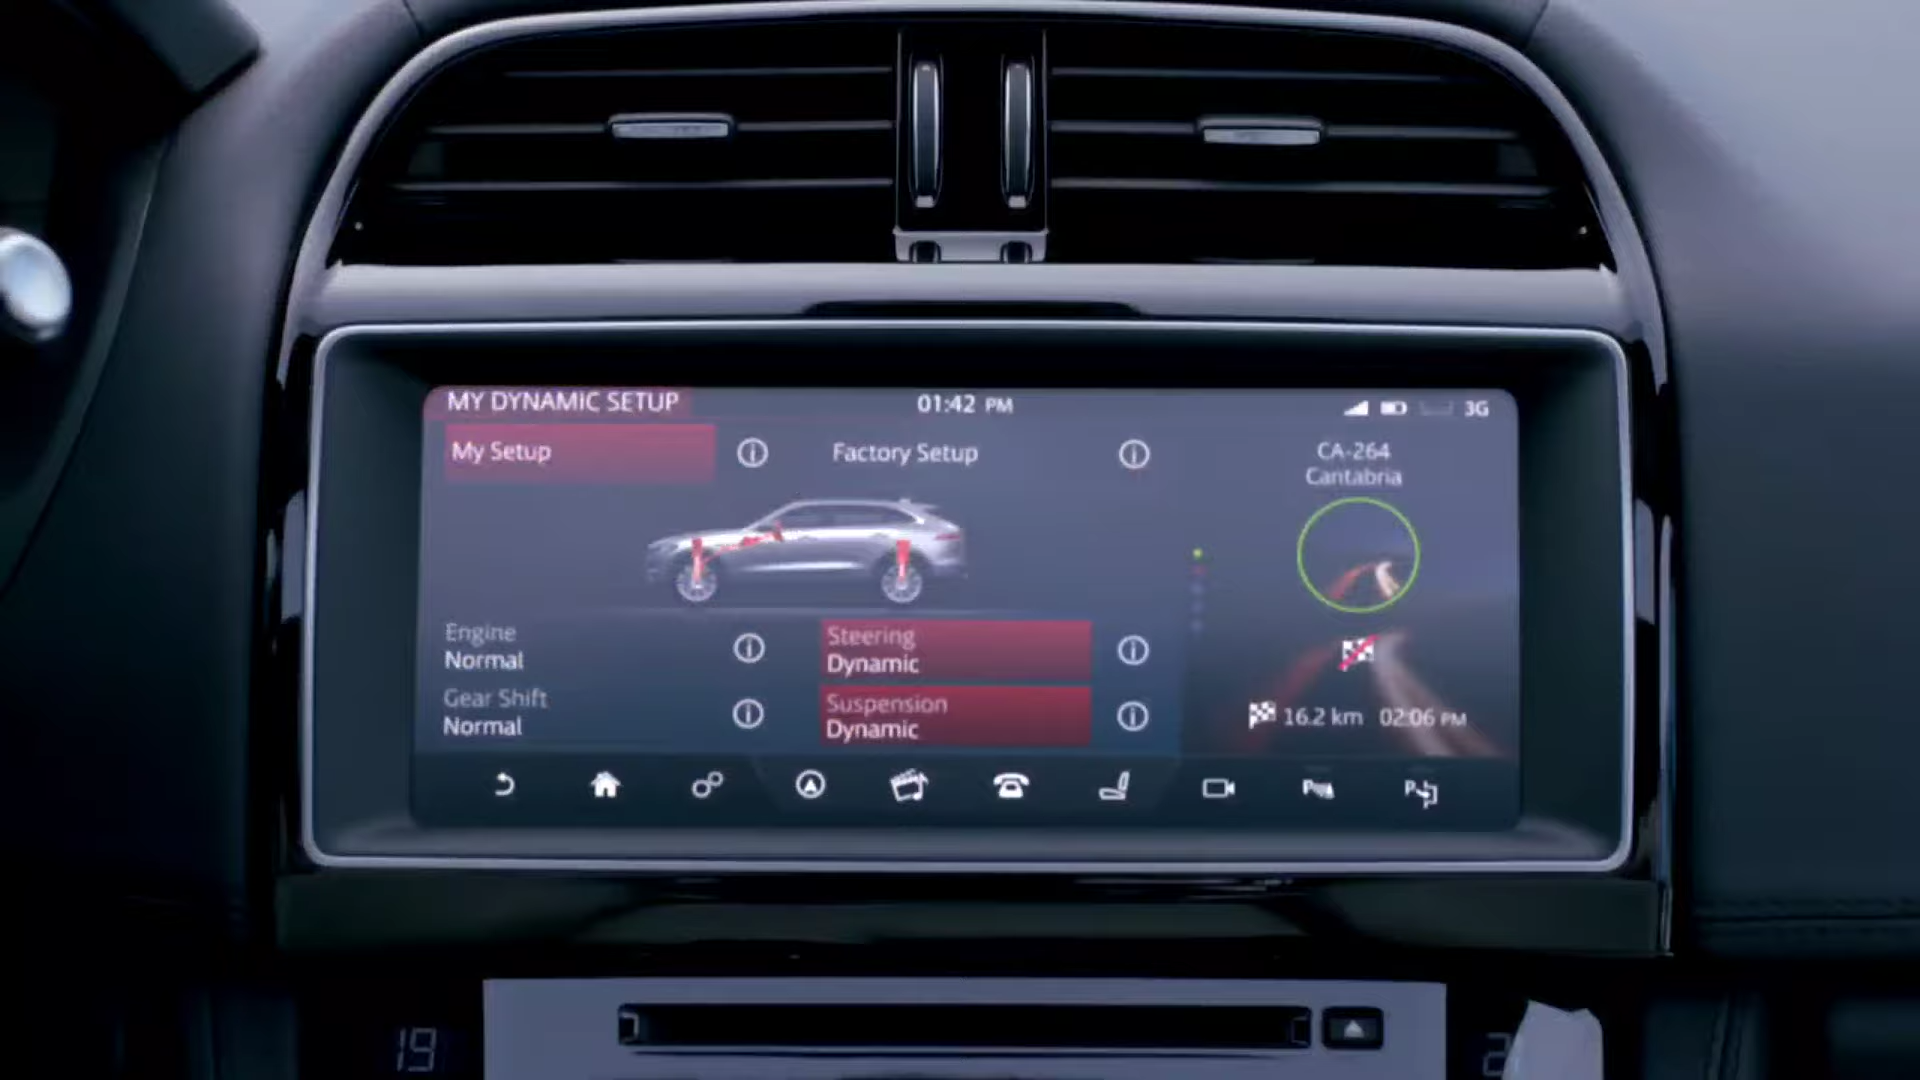 MY DYNAMIC SETUP
01:42 PM
3G
My Setup
Factory Setup
CA-264
Cantabria
Engine
Normal
Steering
Dynamic
Gear Shift
Normal
Suspension
Dynamic
16.2 km 02:06 PM
19